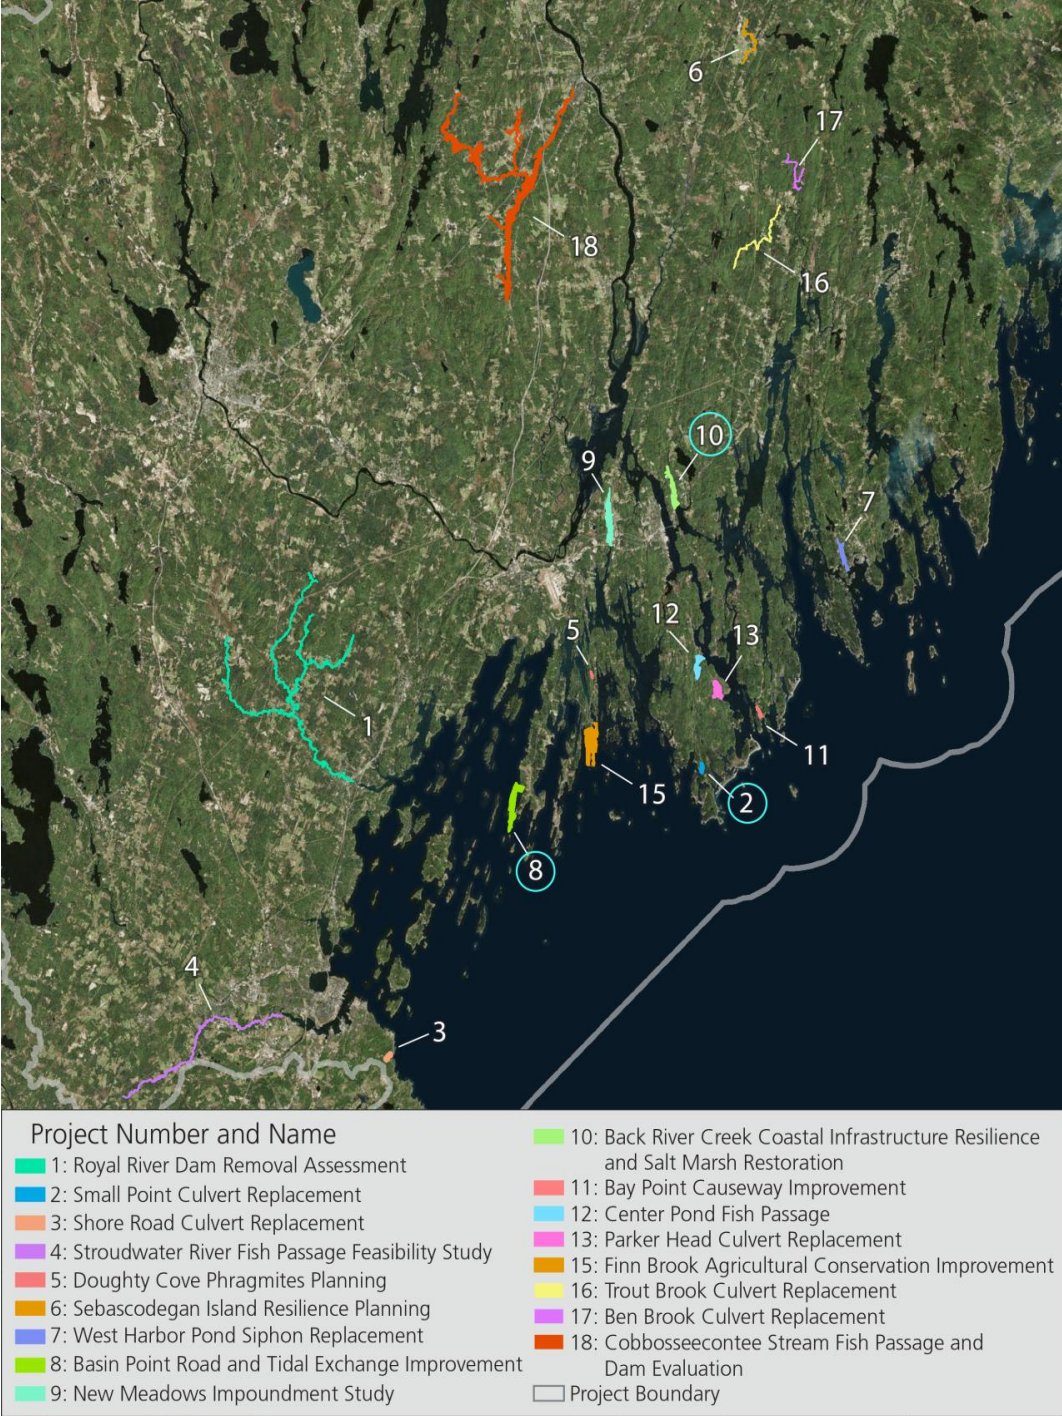 6
17
18
16
10
9
7
12
5
13
1
11
15
2
8
4
3
Project Number and Name
1: Royal River Dam Removal Assessment
2: Small Point Culvert Replacement
3: Shore Road Culvert Replacement
4: Stroudwater River Fish Passage Feasibility Study
5: Doughty Cove Phragmites Planning
6: Sebascodegan Island Resilience Planning
7: West Harbor Pond Siphon Replacement
8: Basin Point Road and Tidal Exchange Improvement
9: New Meadows Impoundment Study
10: Back River Creek Coastal Infrastructure Resilience
and Salt Marsh Restoration
11: Bay Point Causeway Improvement
12: Center Pond Fish Passage
13: Parker Head Culvert Replacement
15: Finn Brook Agricultural Conservation Improvement
16: Trout Brook Culvert Replacement
17: Ben Brook Culvert Replacement
18: Cobbosseecontee Stream Fish Passage and
Dam Evaluation
Project Boundary